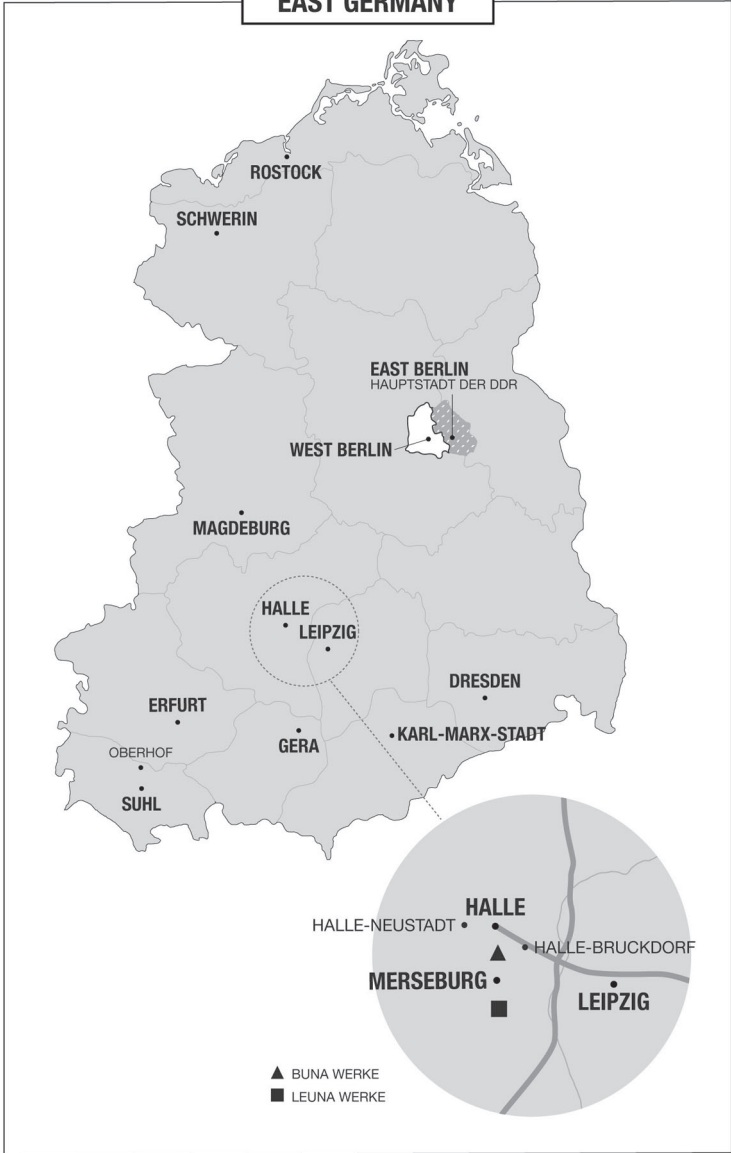 EAST GERMANY
ROSTOCK
SCHWERIN
EAST BERLIN
HAUPTSTADT DER DDR
WEST BERLIN
MAGDEBURG
HALLE
LEIPZIG
DRESDEN
ERFURT
GERA
KARL-MARX-STADT
OBERHOF
SUHL
HALLE
HALLE-NEUSTADT
HALLE-BRUCKDORF
MERSEBURG
LEIPZIG
BUNA WERKE
LEUNA WERKE